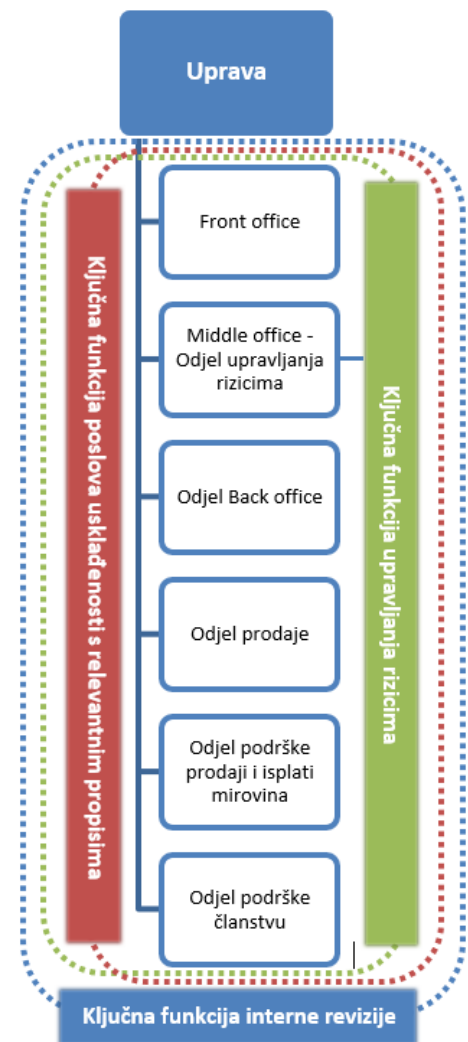 Uprava
Ključna funkcija poslova usklađenosti s relevantnim propisima
Front office
Middle office -
Odjel upravljanja
rizicima
Odjel Back office
Odjel prodaje
Odjel podrške
prodaji i isplati
mirovina
Odjel podrške
članstvu
Ključna funkcija upravljanja rizicima
Ključna funkcija interne revizije